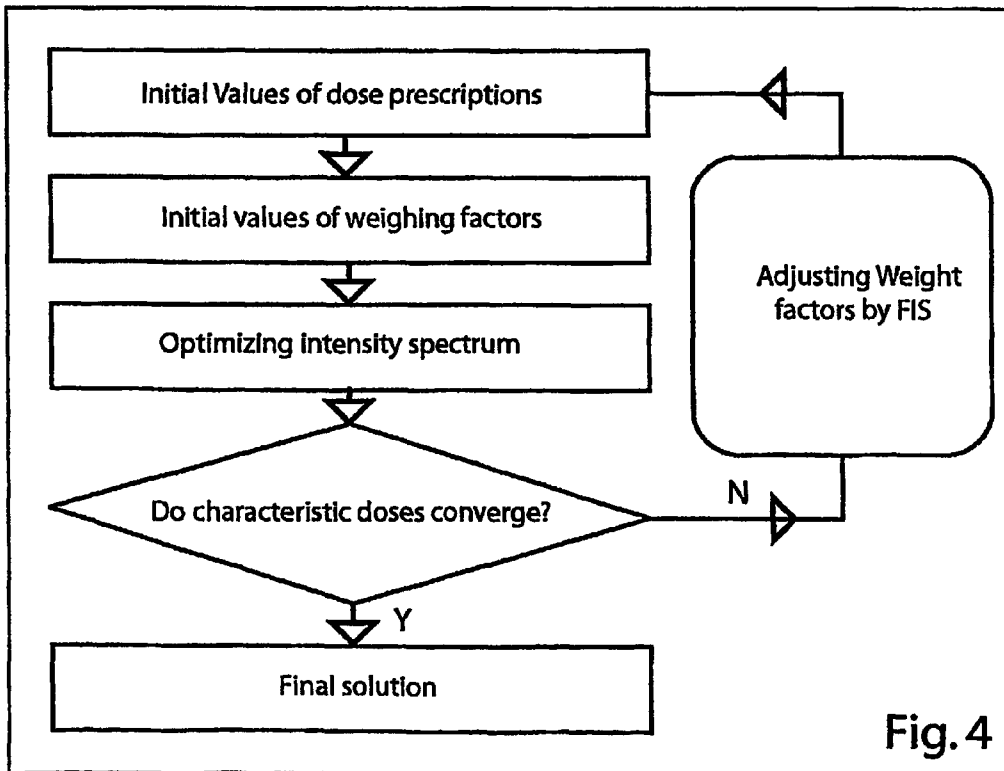 Initial Values of dose prescriptions
Initial values of weighing factors
Optimizing intensity spectrum
Do characteristic doses converge?
N
Adjusting Weight
factors by FIS
Y
Final solution
Fig. 4